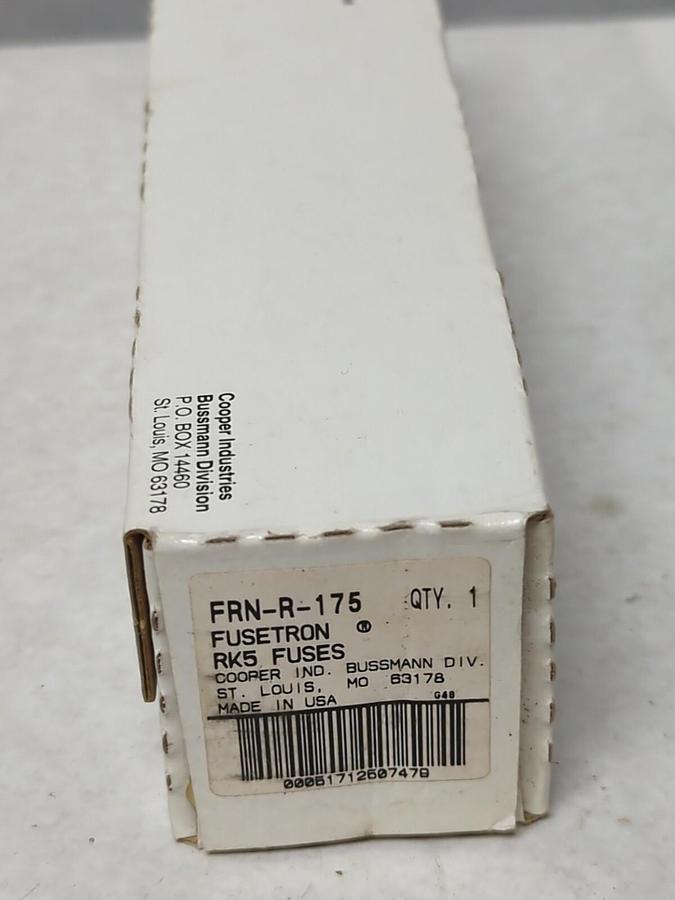 Cooper Industries
Bussmann Division
P.O. BOX 14460
St. Louis, MO 63178
FRN-R-175 QTY. 1
FUSETRON ®
RK5 FUSES
COOPER IND. BUSSMANN DIV.
ST. LOUIS, MO 63178
MADE IN USA G48
00051712507479